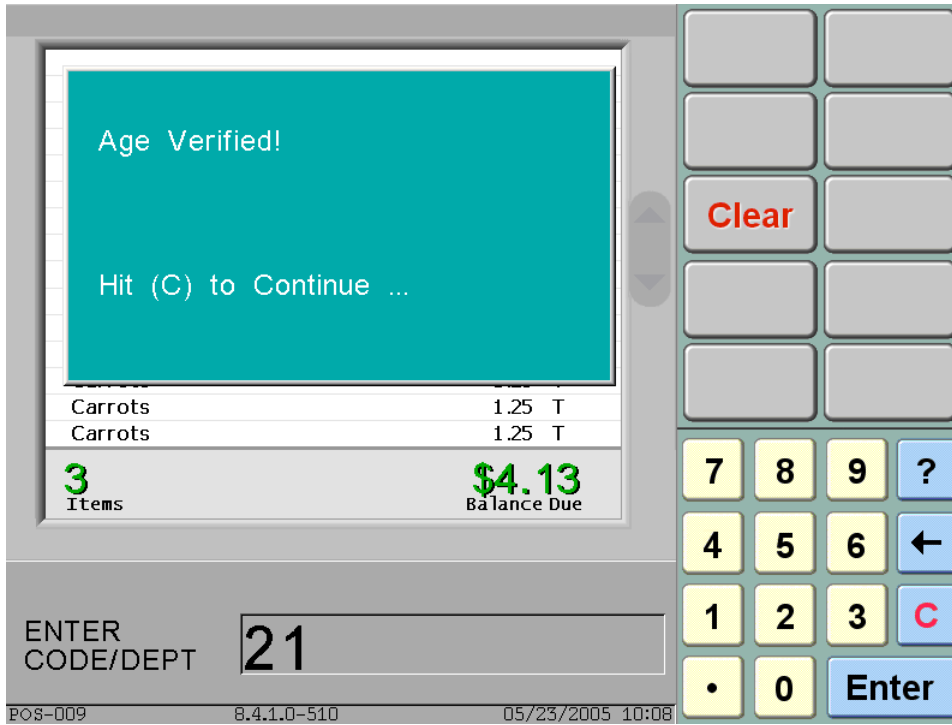 Age Verified!
Hit (C) to Continue ...
Carrots 1.25 T
Carrots 1.25 T
3 $4.13
Items Balance Due
ENTER
CODE/DEPT 21
POS-009 8.4.1.0-510 05/23/2005 10:08
Clear
7 8 9 ?
4 5 6 ←
1 2 3 C
• 0 Enter